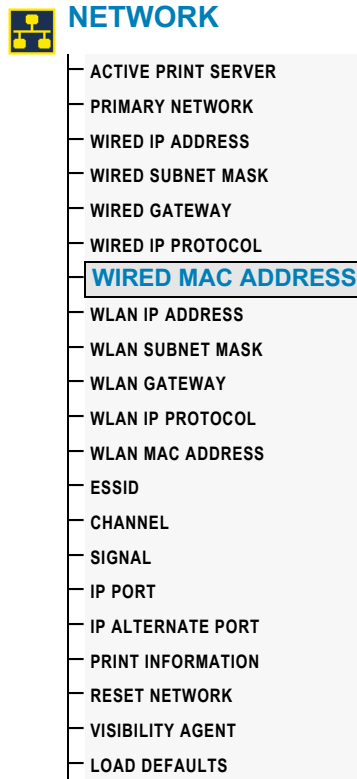 NETWORK
ACTIVE PRINT SERVER
PRIMARY NETWORK
WIRED IP ADDRESS
WIRED SUBNET MASK
WIRED GATEWAY
WIRED IP PROTOCOL
WIRED MAC ADDRESS
WLAN IP ADDRESS
WLAN SUBNET MASK
WLAN GATEWAY
WLAN IP PROTOCOL
WLAN MAC ADDRESS
ESSID
CHANNEL
SIGNAL
IP PORT
IP ALTERNATE PORT
PRINT INFORMATION
RESET NETWORK
VISIBILITY AGENT
LOAD DEFAULTS